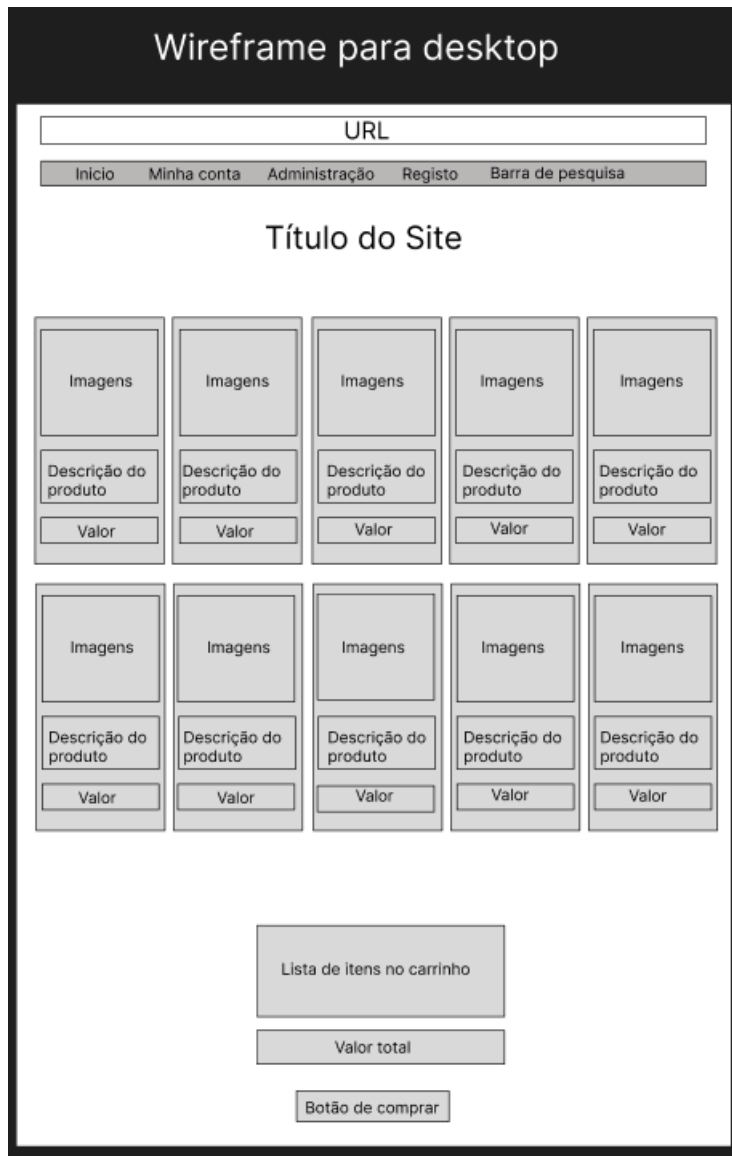 Wireframe para desktop
URL
Inicio Minha conta Administração Registo Barra de pesquisa
Título do Site
Imagens Imagens Imagens Imagens Imagens
Descrição do Descrição do Descrição do Descrição do Descrição do
produto produto produto produto produto
Valor Valor Valor Valor Valor
Imagens Imagens Imagens Imagens Imagens
Descrição do Descrição do Descrição do Descrição do Descrição do
produto produto produto produto produto
Valor Valor Valor Valor Valor
Lista de itens no carrinho
Valor total
Botão de comprar